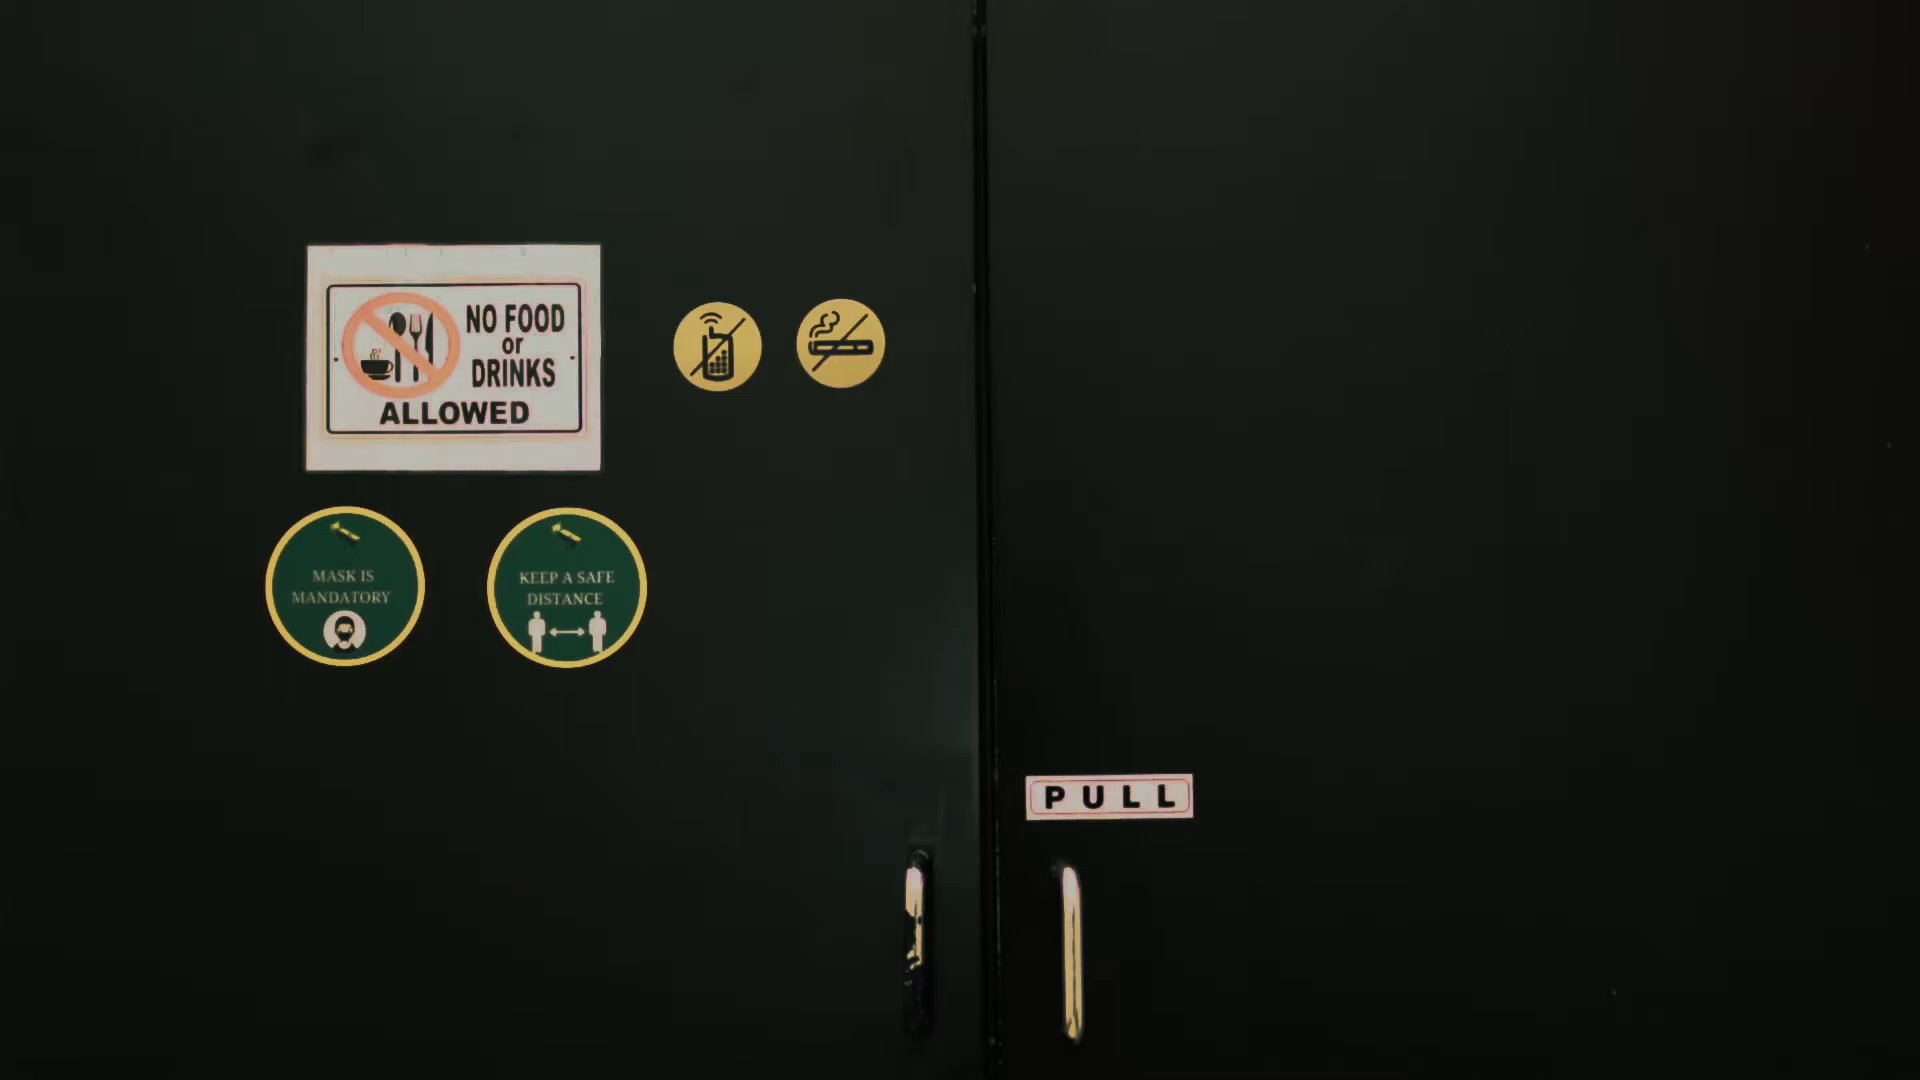 NO FOOD
or
DRINKS
ALLOWED
MASK IS
MANDATORY
KEEP A SAFE
DISTANCE
PULL